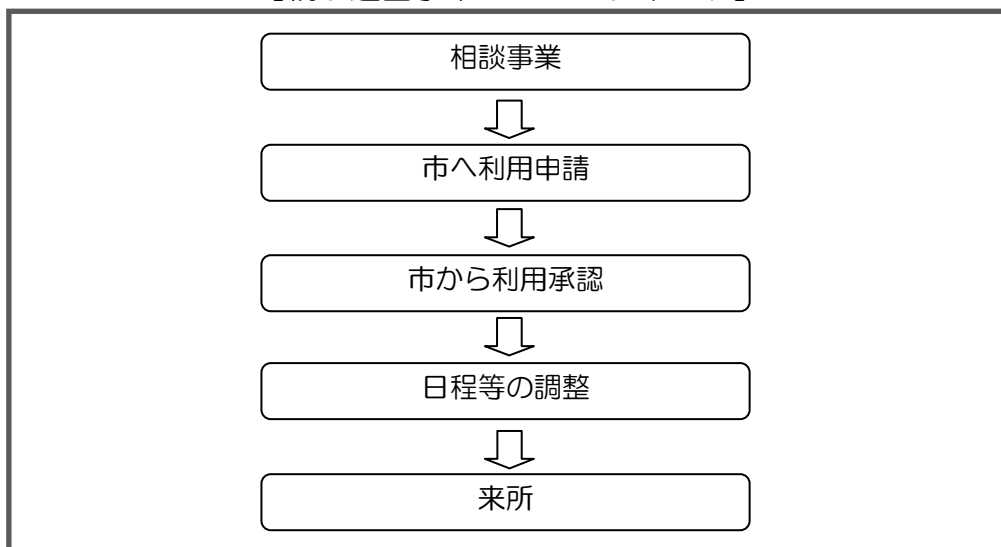 相談事業
市へ利用申請
市から利用承認
日程等の調整
来所